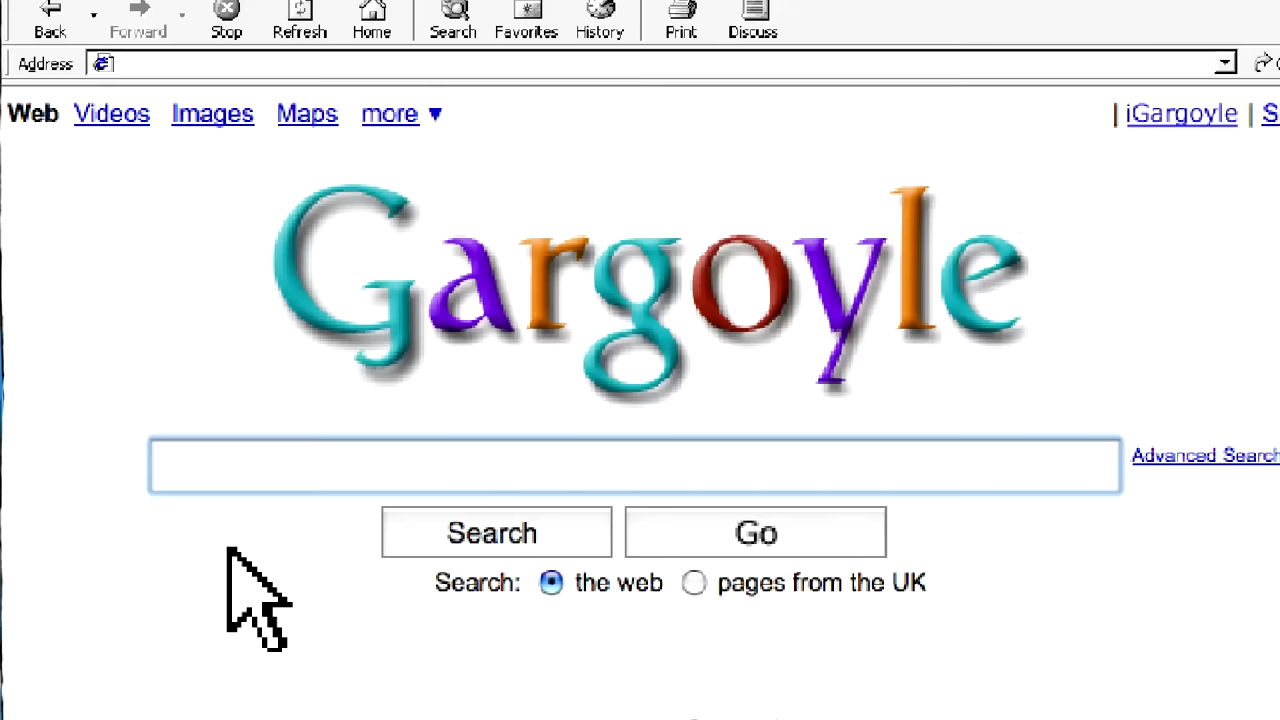 Back Forward Stop Refresh Home Search Favorites History Print Discuss
Address
Web Videos Images Maps more ▼ | iGargoyle |
Gargoyle
Advanced Search
Search Go
Search: the web pages from the UK